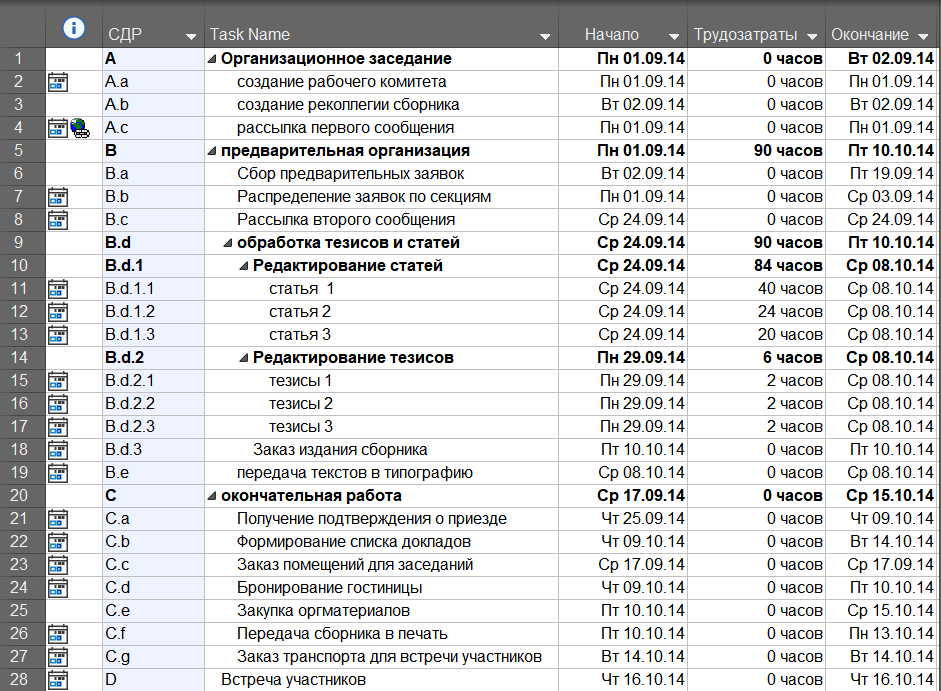 СДР Task Name Начало Трудозатраты Окончание
1 A Организационное заседание Пн 01.09.14 0 часов Вт 02.09.14
2 A.a создание рабочего комитета Пн 01.09.14 0 часов Пн 01.09.14
3 A.b создание реколлегии сборника Вт 02.09.14 0 часов Вт 02.09.14
4 A.c рассылка первого сообщения Пн 01.09.14 0 часов Пн 01.09.14
5 B предварительная организация Пн 01.09.14 90 часов Пт 10.10.14
6 B.a Сбор предварительных заявок Вт 02.09.14 0 часов Пт 19.09.14
7 B.b Распределение заявок по секциям Пн 01.09.14 0 часов Ср 03.09.14
8 B.c Рассылка второго сообщения Ср 24.09.14 0 часов Ср 24.09.14
9 B.d обработка тезисов и статей Ср 24.09.14 90 часов Пт 10.10.14
10 B.d.1 Редактирование статей Ср 24.09.14 84 часов Ср 08.10.14
11 B.d.1.1 статья 1 Ср 24.09.14 40 часов Ср 08.10.14
12 B.d.1.2 статья 2 Ср 24.09.14 24 часов Ср 08.10.14
13 B.d.1.3 статья 3 Ср 24.09.14 20 часов Ср 08.10.14
14 B.d.2 Редактирование тезисов Пн 29.09.14 6 часов Ср 08.10.14
15 B.d.2.1 тезисы 1 Пн 29.09.14 2 часов Ср 08.10.14
16 B.d.2.2 тезисы 2 Пн 29.09.14 2 часов Ср 08.10.14
17 B.d.2.3 тезисы 3 Пн 29.09.14 2 часов Ср 08.10.14
18 B.d.3 Заказ издания сборника Пт 10.10.14 0 часов Пт 10.10.14
19 B.e передача текстов в типографию Ср 08.10.14 0 часов Ср 08.10.14
20 C окончательная работа Ср 17.09.14 0 часов Ср 15.10.14
21 C.a Получение подтверждения о приезде Чт 25.09.14 0 часов Чт 09.10.14
22 C.b Формирование списка докладов Чт 09.10.14 0 часов Вт 14.10.14
23 C.c Заказ помещений для заседаний Ср 17.09.14 0 часов Ср 17.09.14
24 C.d Бронирование гостиницы Чт 09.10.14 0 часов Пт 10.10.14
25 C.e Закупка оргматериалов Пт 10.10.14 0 часов Ср 15.10.14
26 C.f Передача сборника в печать Пт 10.10.14 0 часов Пн 13.10.14
27 C.g Заказ транспорта для встречи участников Вт 14.10.14 0 часов Вт 14.10.14
28 D Встреча участников Чт 16.10.14 0 часов Чт 16.10.14